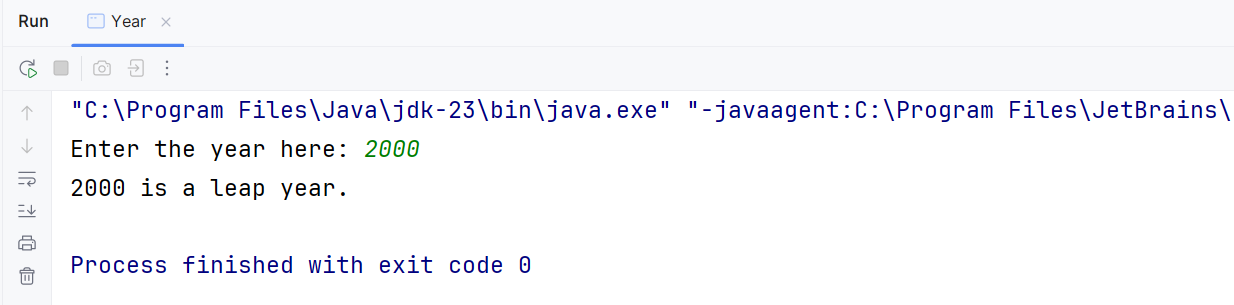 Run Year
"C:\Program Files\Java\jdk-23\bin\java.exe" "-javaagent:C:\Program Files\JetBrains\
Enter the year here: 2000
2000 is a leap year.
Process finished with exit code 0